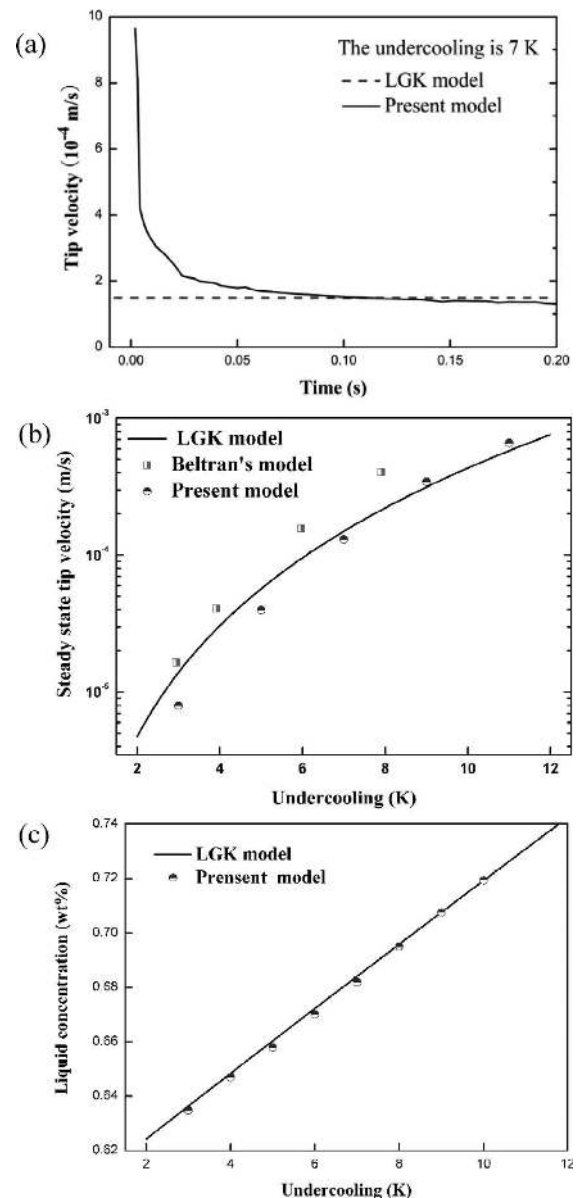 (a)
Tip velocity (10⁻⁴ m/s)
10
8
6
4
2
0
The undercooling is 7 K
LGK model
Present model
0.00 0.05 0.10 0.15 0.20
Time (s)
(b)
Steady state tip velocity (m/s)
10⁻³
10⁻⁴
10⁻⁵
LGK model
Beltran's model
Present model
2 4 6 8 10 12
Undercooling (K)
(c)
Liquid concentration (wt%)
0.74
0.72
0.70
0.68
0.66
0.64
0.62
LGK model
Prensent model
2 4 6 8 10 12
Undercooling (K)